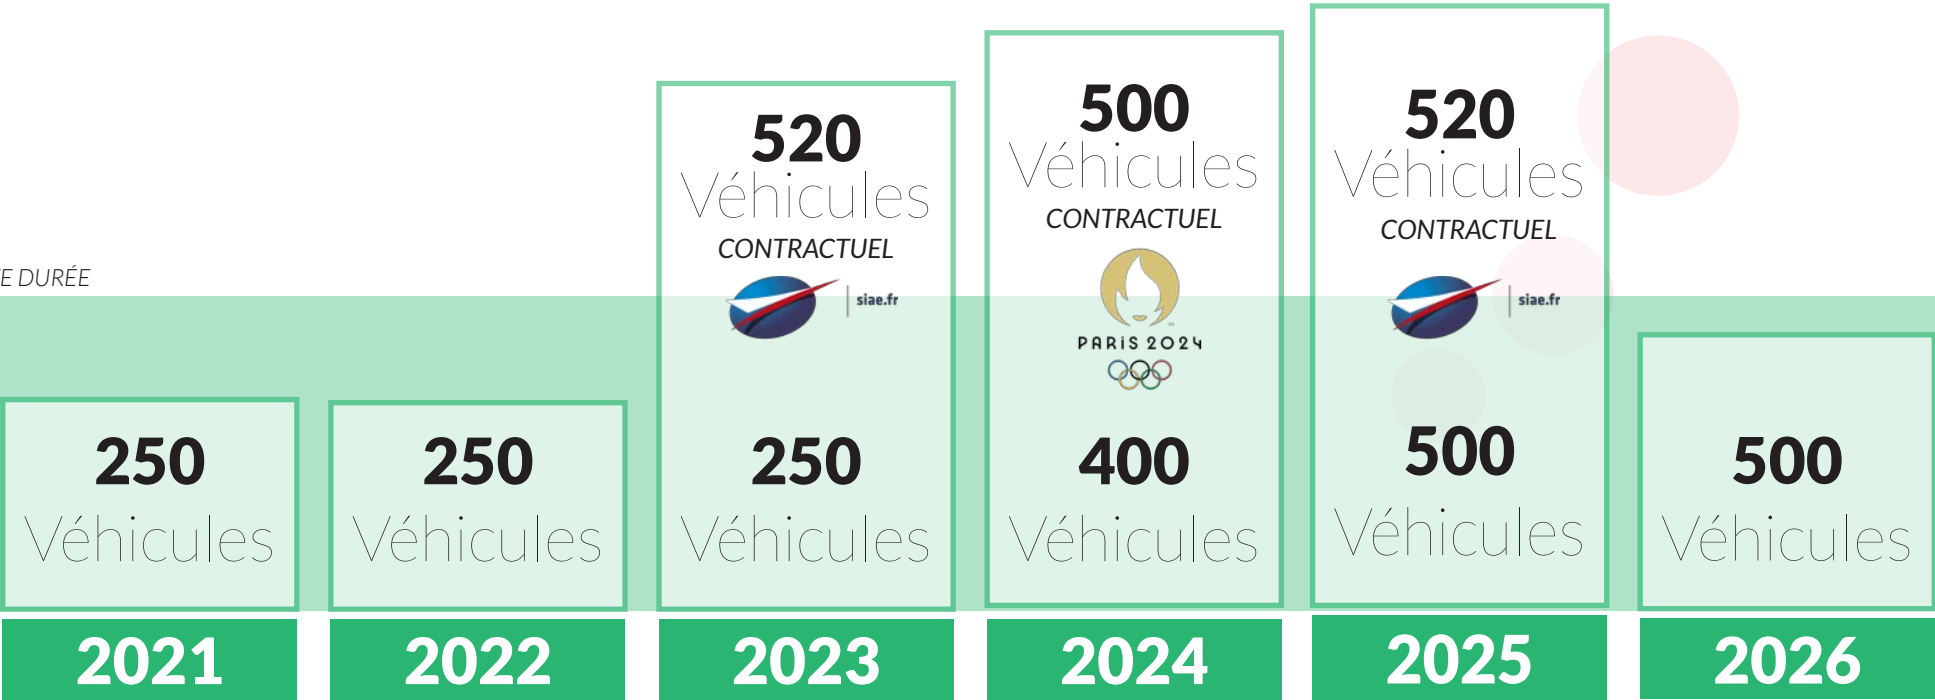 520
Véhicules
CONTRACTUEL
siae.fr
500
Véhicules
CONTRACTUEL
PARIS 2024
520
Véhicules
CONTRACTUEL
siae.fr
E DURÉE
250
Véhicules
250
Véhicules
250
Véhicules
400
Véhicules
500
Véhicules
500
Véhicules
2021
2022
2023
2024
2025
2026